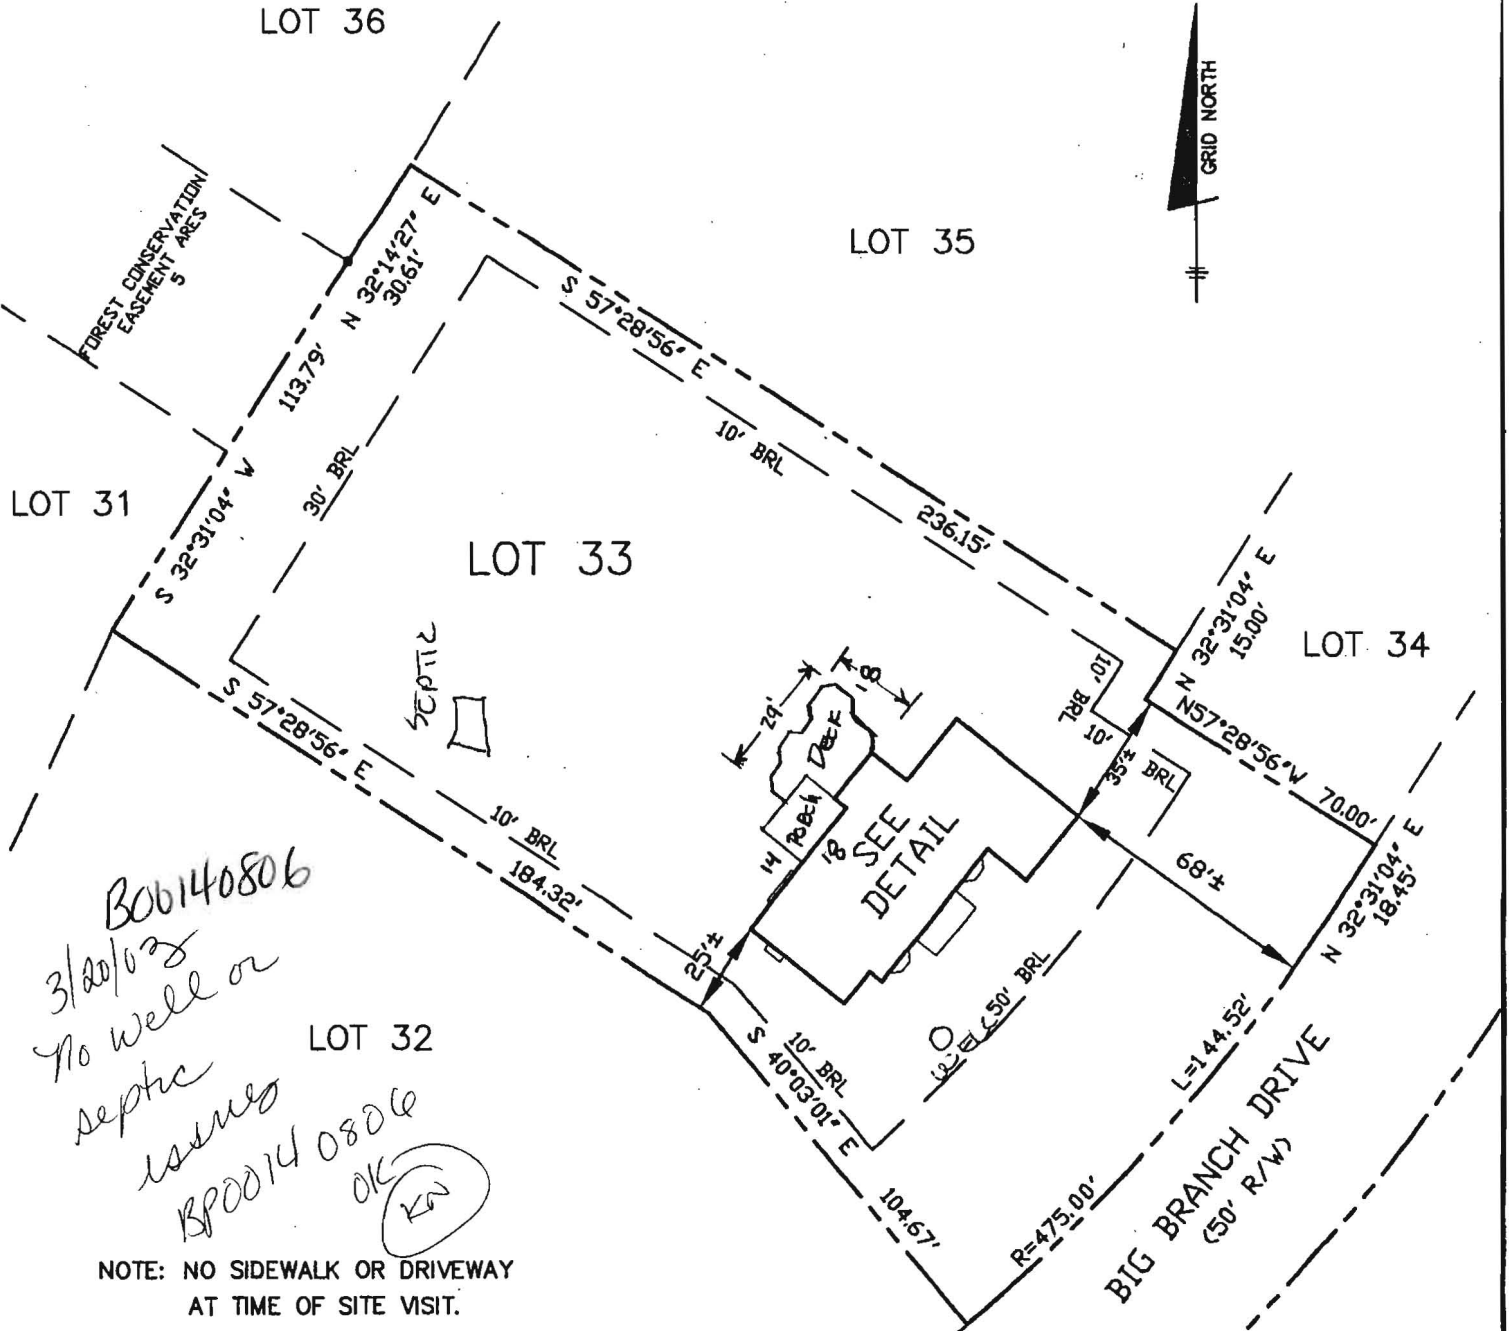 LOT 36
GRID NORTH
LOT 35
FOREST CONSERVATION
EASEMENT ARES
5
N 32°14'27" E
30.61'
113.79'
S 32°31'04" W
S 57°28'56" E
236.15'
10' BRL
30' BRL
LOT 31
LOT 33
N 32°31'04" E
15.00'
LOT 34
SEPTIC
S 57°28'56" E
184.32'
10' BRL
29'
18
DECK
PORCH
14
18
SEE
DETAIL
10'
BRL
10'
BRL
35'±
N57°28'56"W 70.00'
68'±
N 32°31'04" E
18.45'
25'±
WELL
50' BRL
10' BRL
S 40°03'01" E
104.67'
L=144.52'
R=475.00'
BIG BRANCH DRIVE
(50' R/W)
B00140806
3/20/03
No well or
septic
issues
BP00140806
OK
KN
LOT 32
NOTE: NO SIDEWALK OR DRIVEWAY
AT TIME OF SITE VISIT.